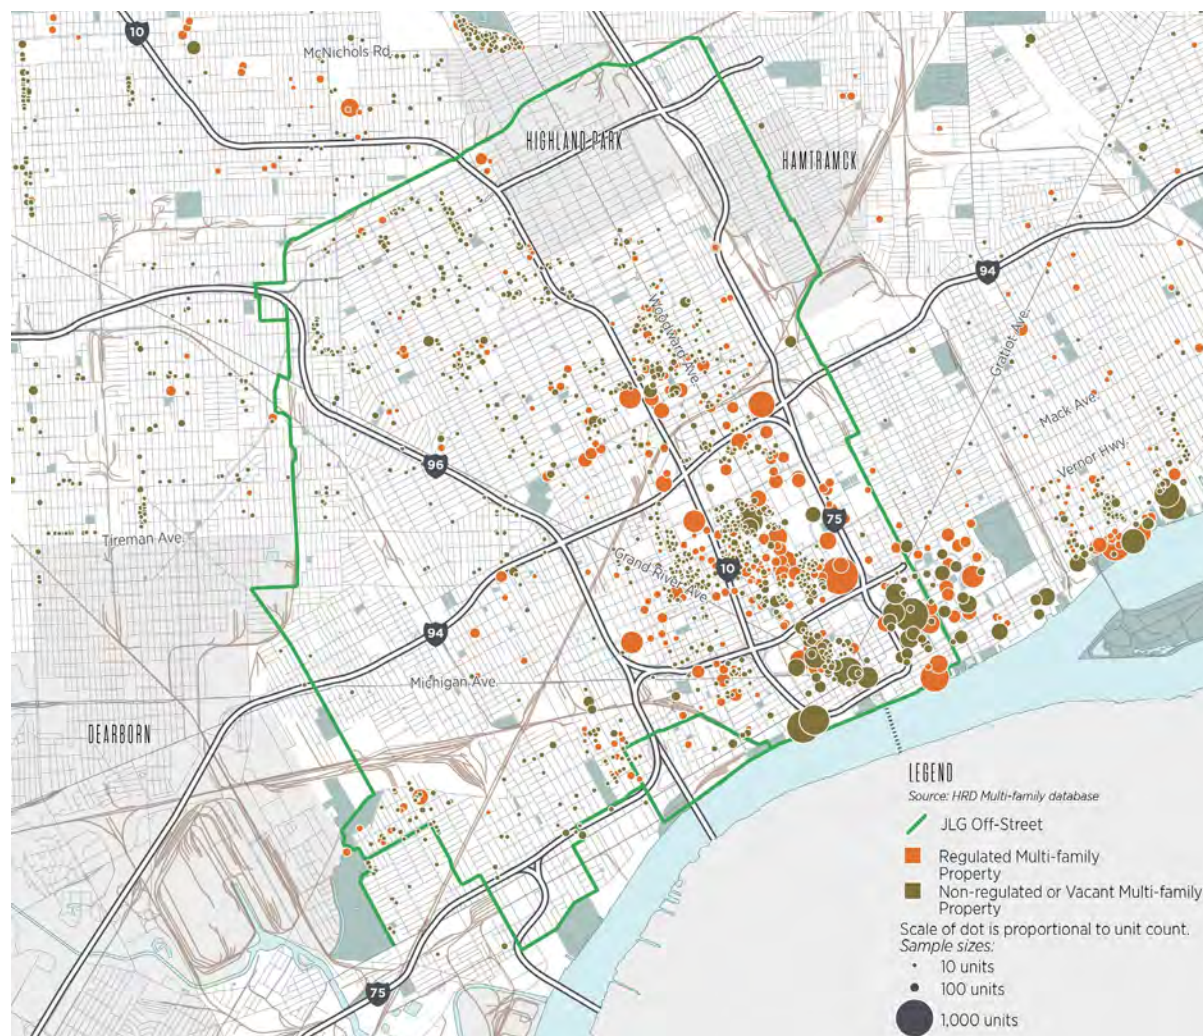 10
McNichols Rd.
a
HIGHLAND PARK
HAMTRAMCK
94
Woodward Ave.
Gratiot Ave.
Mack Ave.
Vernor Hwy.
96
75
Tireman Ave.
Grand River Ave.
10
94
Michigan Ave.
DEARBORN
75
LEGEND
Source: HRD Multi-family database
JLG Off-Street
Regulated Multi-family
Property
Non-regulated or Vacant Multi-family
Property
Scale of dot is proportional to unit count.
Sample sizes:
10 units
100 units
1,000 units